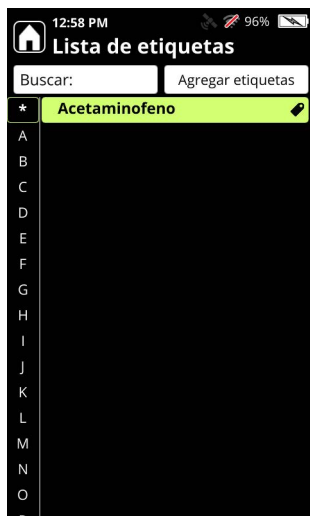 12:58 PM
96%
Lista de etiquetas
Buscar:
Agregar etiquetas
*
Acetaminofeno
A
B
C
D
E
F
G
H
I
J
K
L
M
N
O